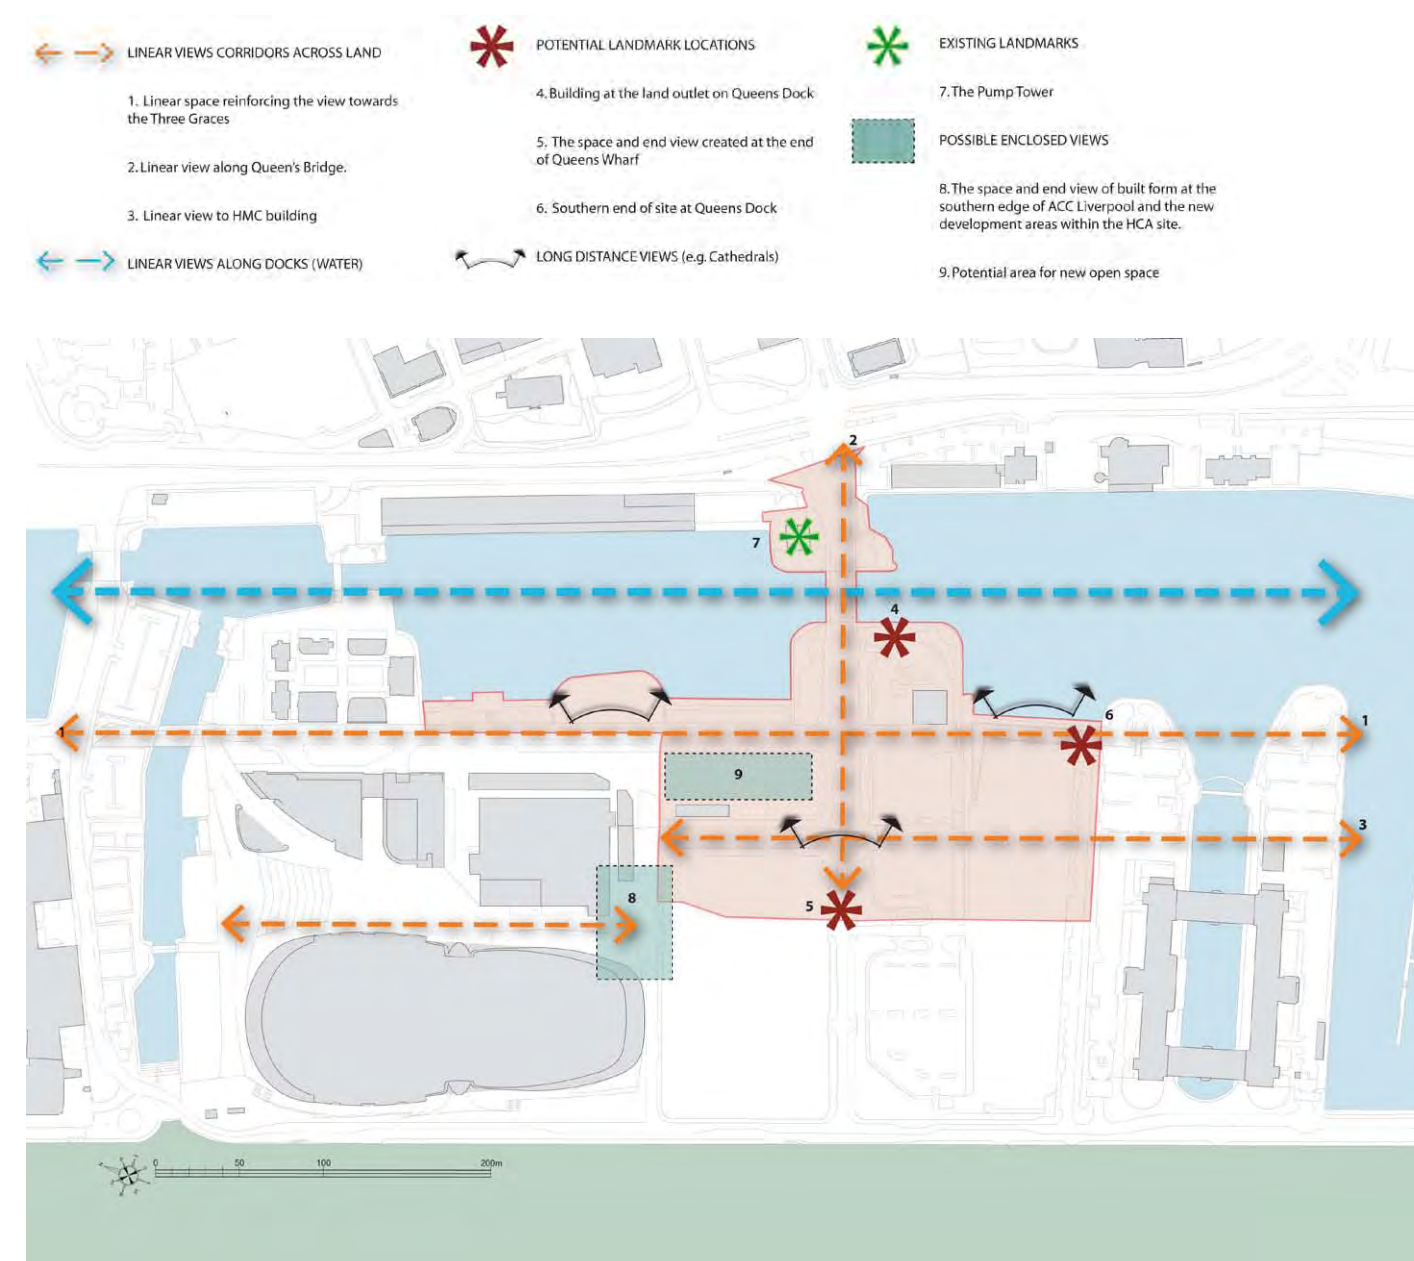 LINEAR VIEWS CORRIDORS ACROSS LAND
1. Linear space reinforcing the view towards
the Three Graces
2.Linear view along Queen's Bridge.
3. Linear view to HMC building
LINEAR VIEWS ALONG DOCKS (WATER)
POTENTIAL LANDMARK LOCATIONS
4.Building at the land outlet on Queens Dock
5. The space and end view created at the end
of Queens Wharf
6. Southern end of site at Queens Dock
LONG DISTANCE VIEWS (e.g. Cathedrals)
EXISTING LANDMARKS
7.The Pump Tower
POSSIBLE ENCLOSED VIEWS
8.The space and end view of built form at the
southern edge of ACC Liverpool and the new
development areas within the HCA site.
9.Potential area for new open space
2
7
4
6
1
1
9
3
8
5
0 50 100 200m